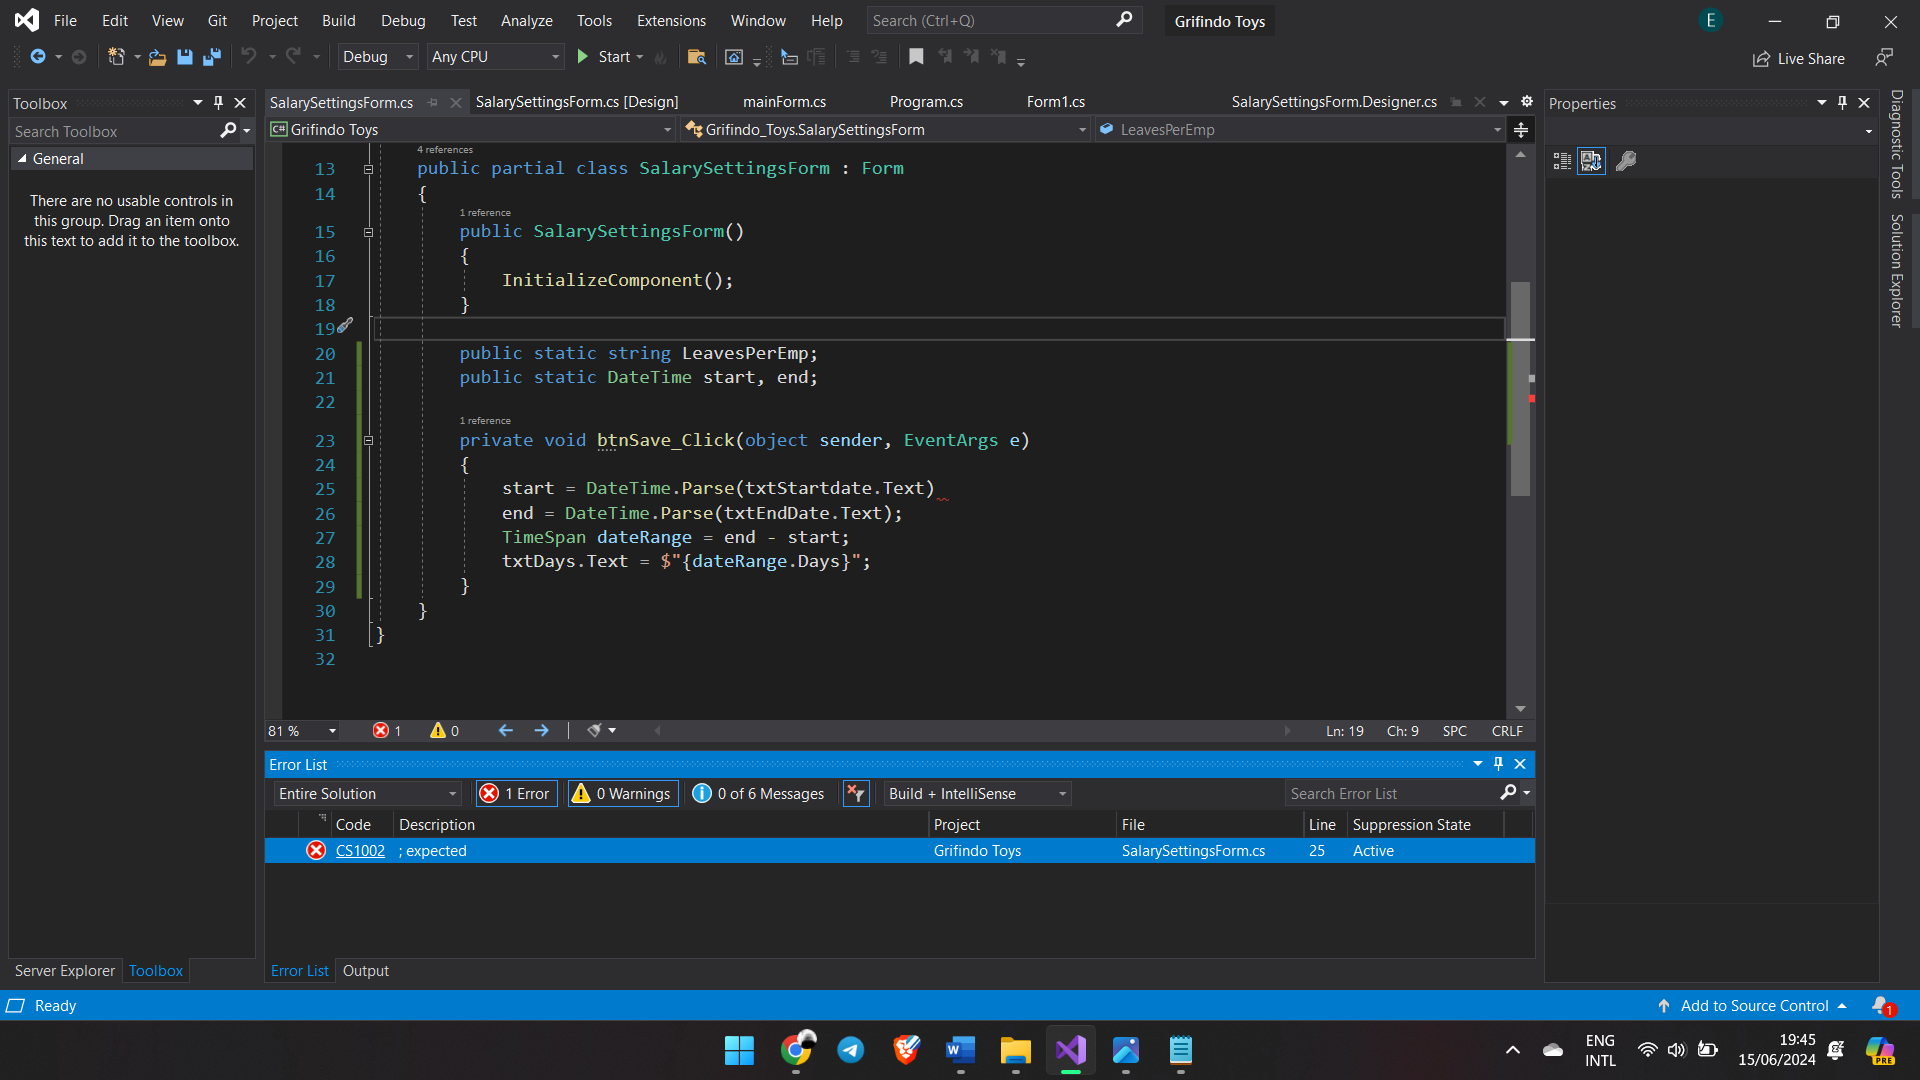 File Edit View Git Project Build Debug Test Analyze Tools Extensions Window Help Search (Ctrl+Q) Grifindo Toys E
Debug Any CPU Start Live Share
Toolbox
Search Toolbox
General
There are no usable controls in
this group. Drag an item onto
this text to add it to the toolbox.
SalarySettingsForm.cs SalarySettingsForm.cs [Design] mainForm.cs Program.cs Form1.cs SalarySettingsForm.Designer.cs
C# Grifindo Toys Grifindo_Toys.SalarySettingsForm LeavesPerEmp
4 references
13 public partial class SalarySettingsForm : Form
14 {
1 reference
15 public SalarySettingsForm()
16 {
17 InitializeComponent();
18 }
19
20 public static string LeavesPerEmp;
21 public static DateTime start, end;
22
1 reference
23 private void btnSave_Click(object sender, EventArgs e)
24 {
25 start = DateTime.Parse(txtStartdate.Text)
26 end = DateTime.Parse(txtEndDate.Text);
27 TimeSpan dateRange = end - start;
28 txtDays.Text = $"{dateRange.Days}";
29 }
30 }
31 }
32
81 % 1 0 Ln: 19 Ch: 9 SPC CRLF
Error List
Entire Solution 1 Error 0 Warnings 0 of 6 Messages Build + IntelliSense Search Error List
Code Description Project File Line Suppression State
CS1002 ; expected Grifindo Toys SalarySettingsForm.cs 25 Active
Server Explorer Toolbox Error List Output
Properties
Diagnostic Tools
Solution Explorer
Ready Add to Source Control 1
W ENG
INTL
19:45
15/06/2024
PRE